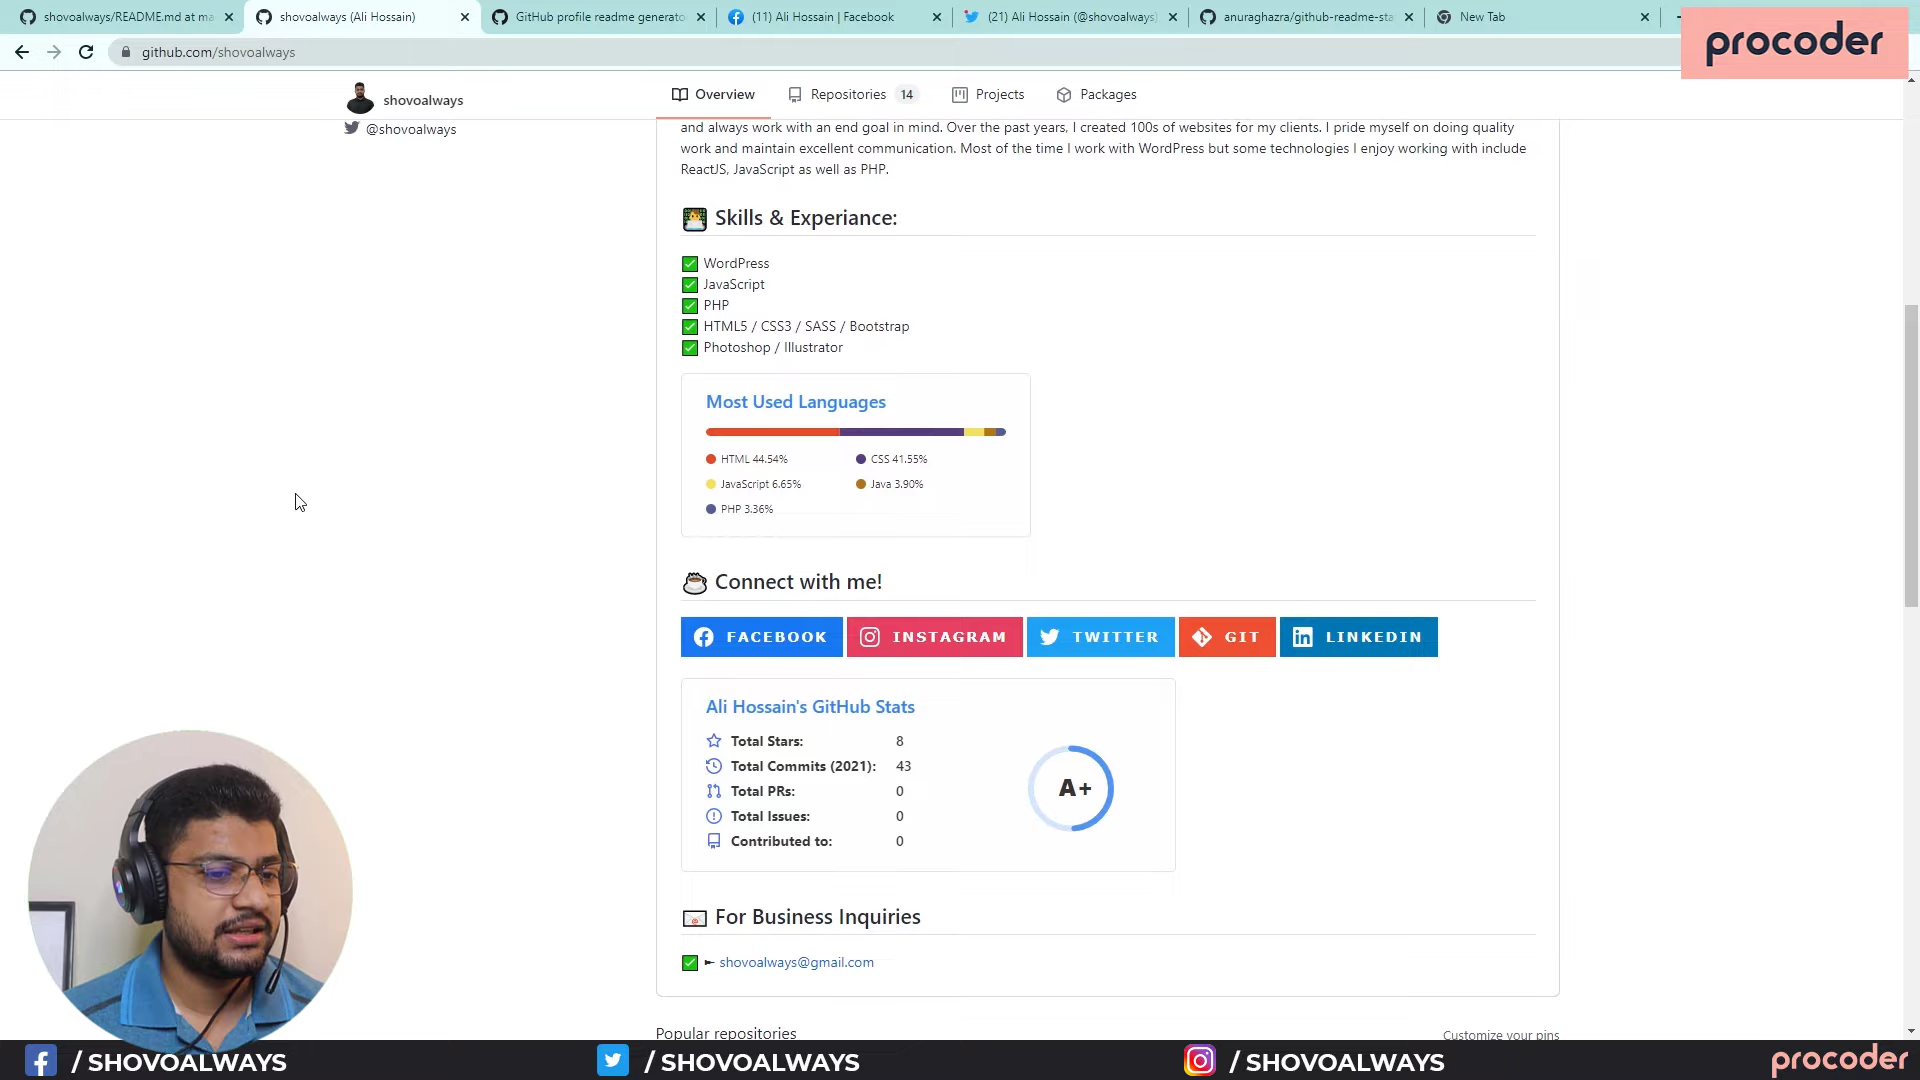 shovoalways/README.md at ma
shovoalways (Ali Hossain)
GitHub profile readme generato
(11) Ali Hossain | Facebook
(21) Ali Hossain (@shovoalways)
anuraghazra/github-readme-sta
New Tab
procoder
github.com/shovoalways
shovoalways
Overview
Repositories 14
Projects
Packages
@shovoalways
and always work with an end goal in mind. Over the past years, I created 100s of websites for my clients. I pride myself on doing quality
work and maintain excellent communication. Most of the time I work with WordPress but some technologies I enjoy working with include
ReactJS, JavaScript as well as PHP.
Skills & Experiance:
WordPress
JavaScript
PHP
HTML5 / CSS3 / SASS / Bootstrap
Photoshop / Illustrator
Most Used Languages
HTML 44.54%
CSS 41.55%
JavaScript 6.65%
Java 3.90%
PHP 3.36%
Connect with me!
FACEBOOK
INSTAGRAM
TWITTER
GIT
LINKEDIN
Ali Hossain's GitHub Stats
Total Stars: 8
Total Commits (2021): 43
Total PRs: 0
Total Issues: 0
Contributed to: 0
A+
For Business Inquiries
shovoalways@gmail.com
Popular repositories
Customize your pins
/ SHOVOALWAYS
/ SHOVOALWAYS
/ SHOVOALWAYS
procoder